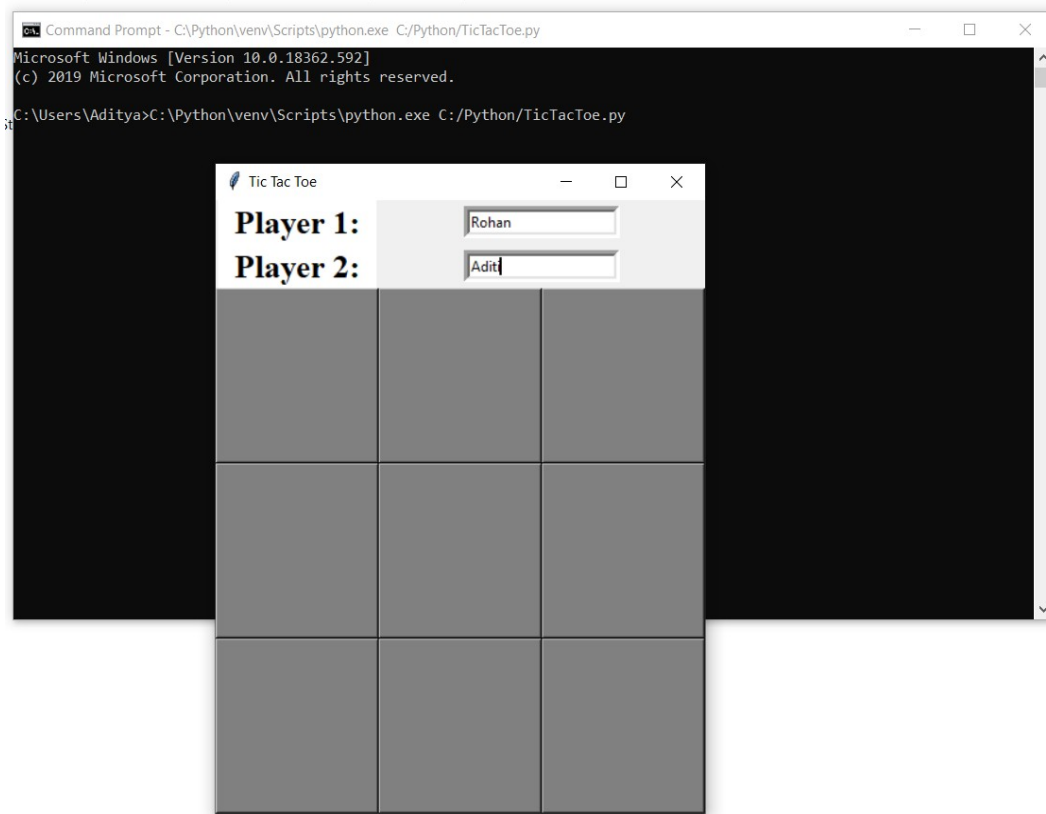 Command Prompt - C:\Python\venv\Scripts\python.exe C:/Python/TicTacToe.py
Microsoft Windows [Version 10.0.18362.592]
(c) 2019 Microsoft Corporation. All rights reserved.
C:\Users\Aditya>C:\Python\venv\Scripts\python.exe C:/Python/TicTacToe.py
Tic Tac Toe
Player 1: Rohan
Player 2: Aditi